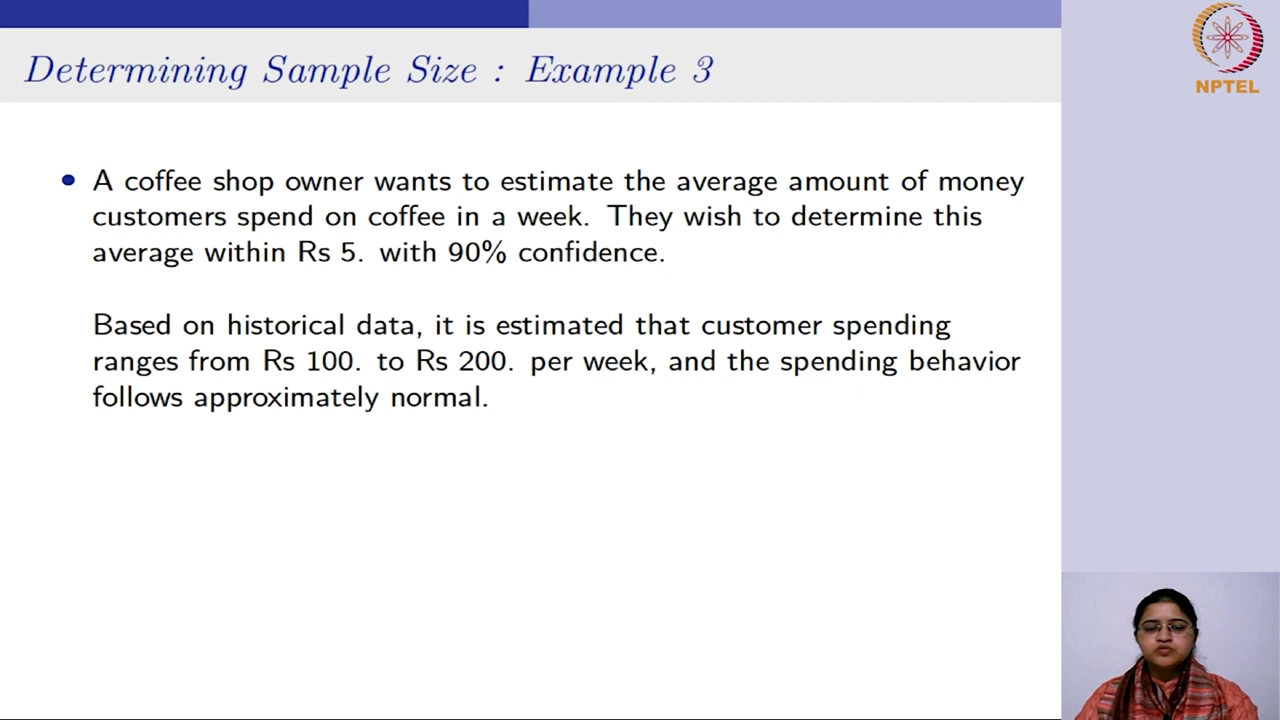 Determining Sample Size : Example 3
NPTEL
A coffee shop owner wants to estimate the average amount of money
customers spend on coffee in a week. They wish to determine this
average within Rs 5. with 90% confidence.
Based on historical data, it is estimated that customer spending
ranges from Rs 100. to Rs 200. per week, and the spending behavior
follows approximately normal.